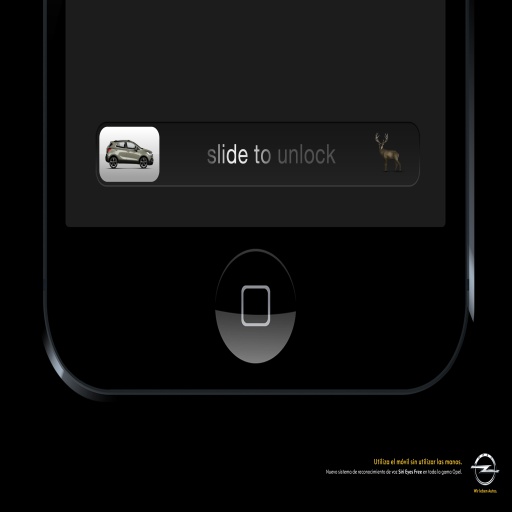 slide to unlock
Utiliza el móvil sin utilizar las manos.
Nuevo sistema de reconocimiento de voz Siri Eyes Free en toda la gama Opel.
Wir leben Autos.